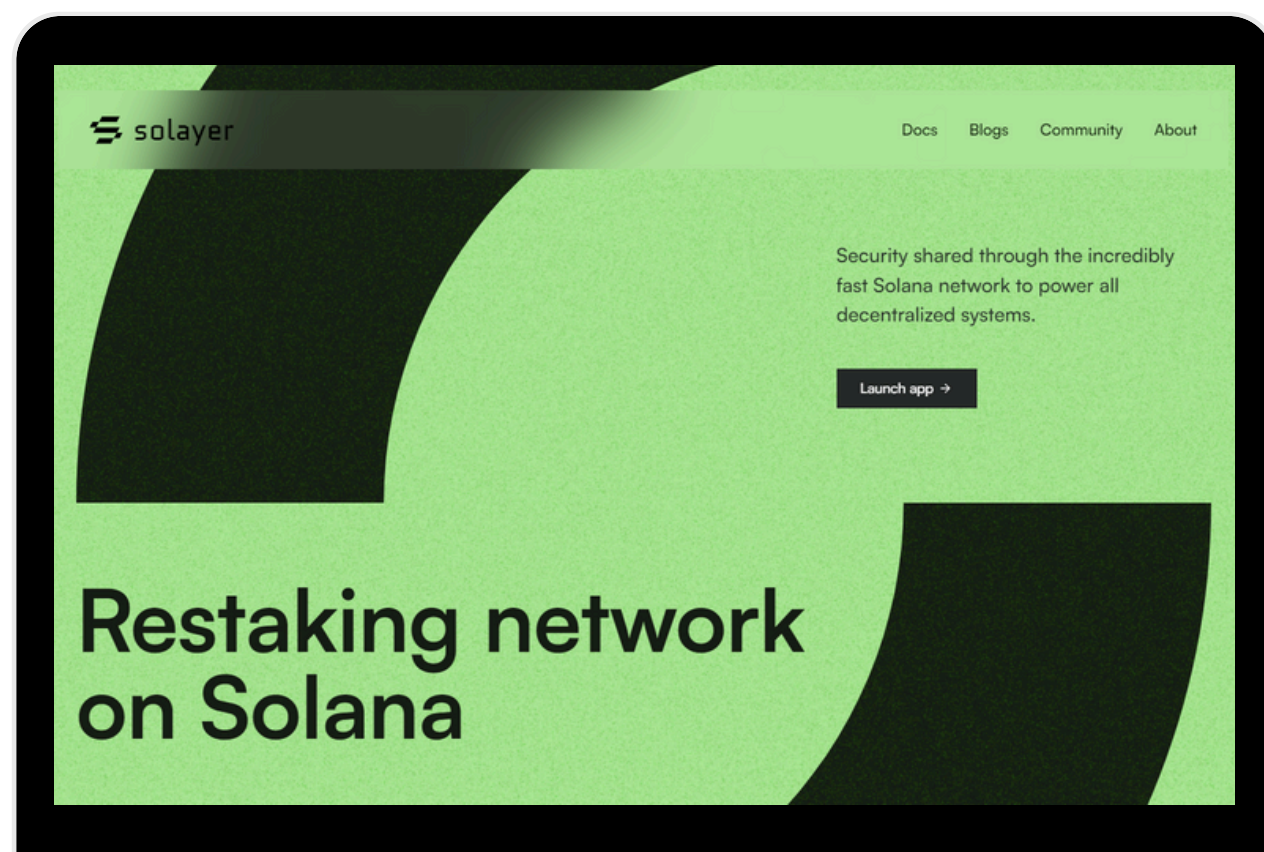 solayer
Docs
Blogs
Community
About
Security shared through the incredibly
fast Solana network to power all
decentralized systems.
Launch app →
Restaking network
on Solana